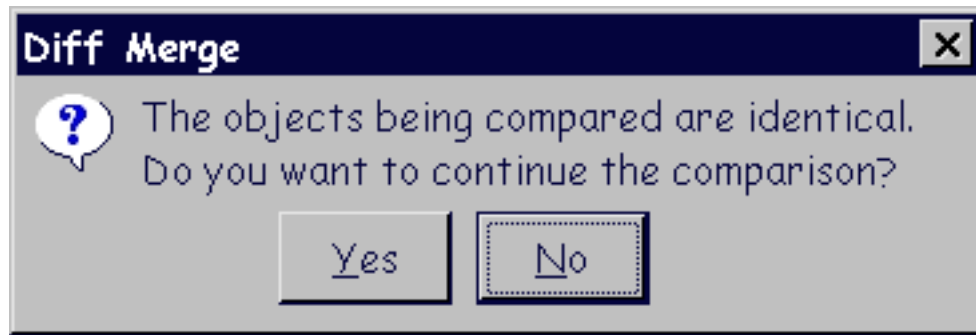 Diff Merge
The objects being compared are identical.
Do you want to continue the comparison?
Yes No